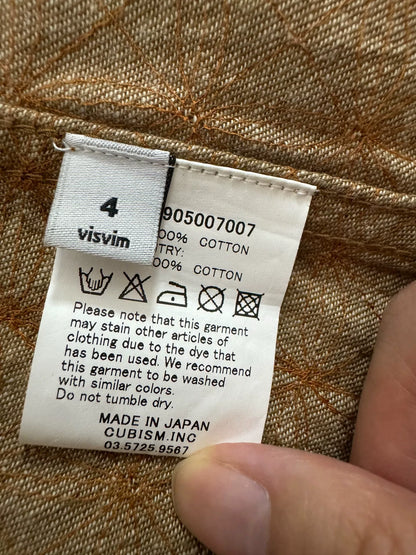 4
visvim
905007007
00% COTTON
TRY:
00% COTTON
Please note that this garment
may stain other articles of
clothing due to the dye that
has been used. We recommend
this garment to be washed
with similar colors.
Do not tumble dry.
MADE IN JAPAN
CUBISM.INC
03.5725.9567